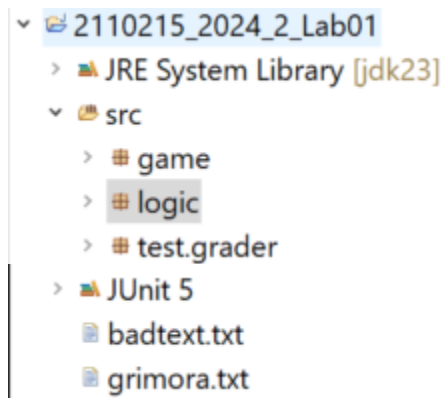 2110215_2024_2_Lab01
JRE System Library [jdk23]
src
game
logic
test.grader
JUnit 5
badtext.txt
grimora.txt